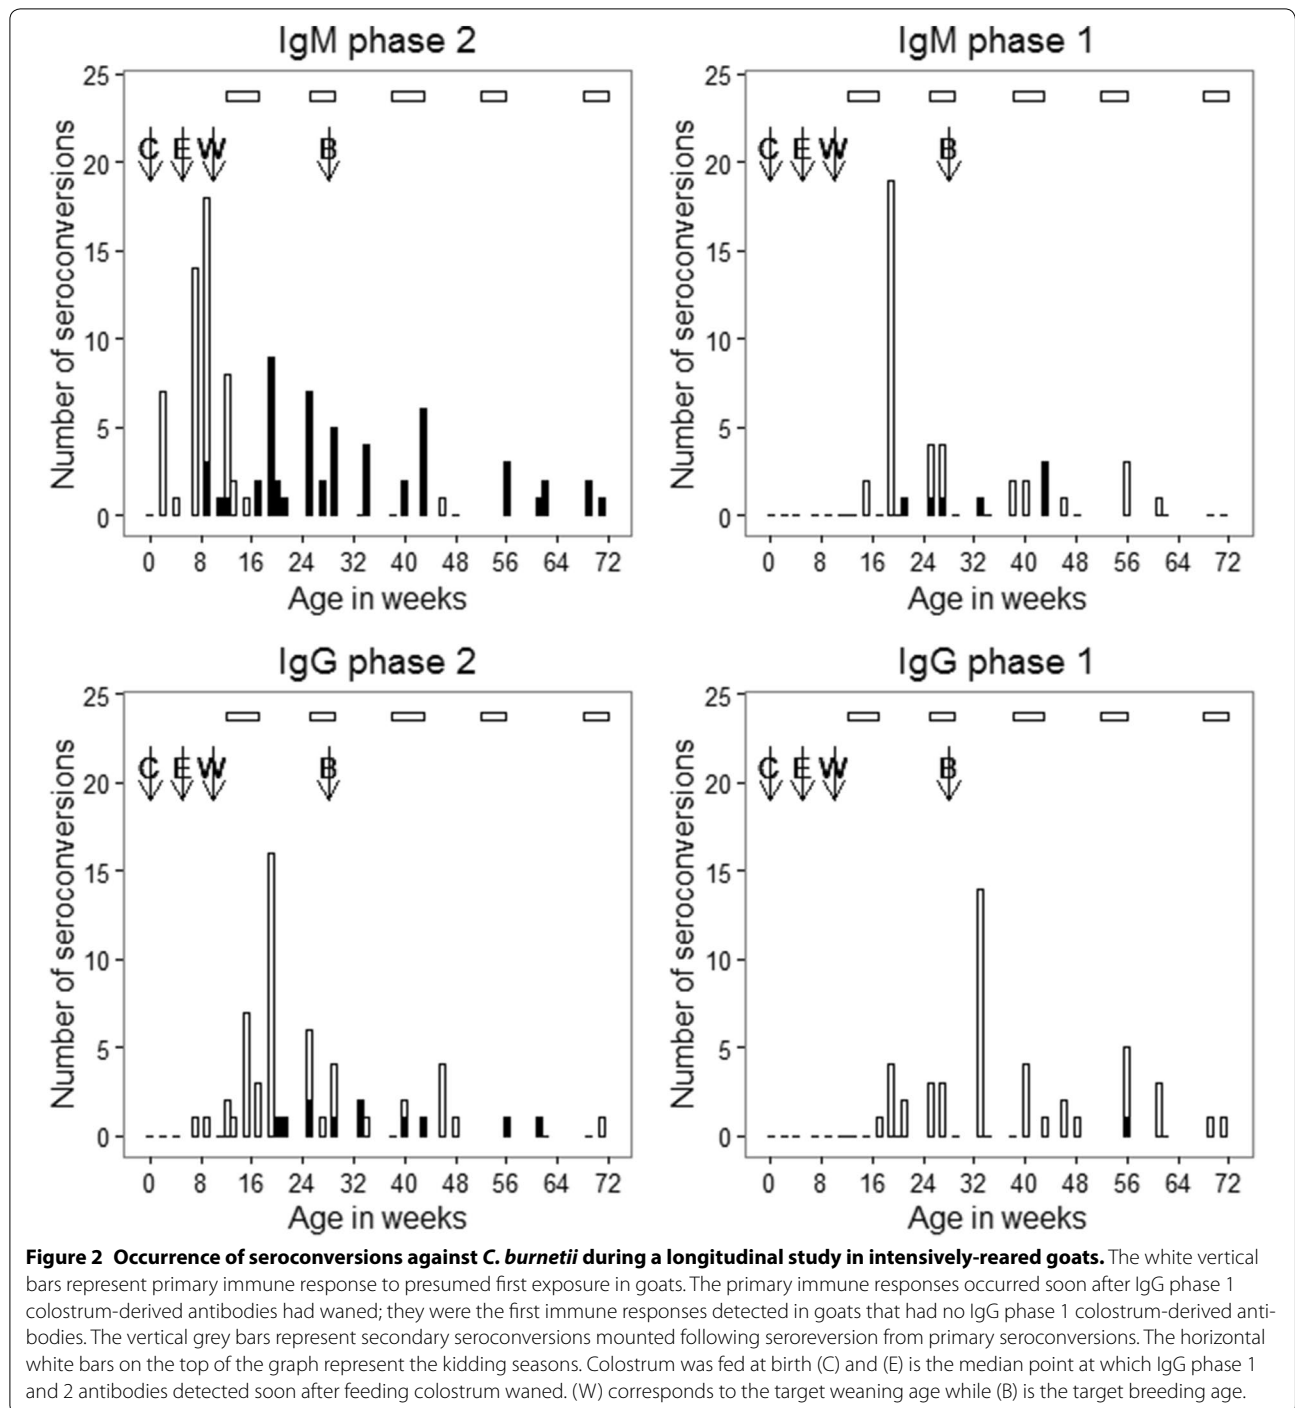 IgM phase 2
25
20
15
10
5
0
Number of seroconversions
C E W B
0 8 16 24 32 40 48 56 64 72
Age in weeks
IgM phase 1
25
20
15
10
5
0
Number of seroconversions
C E W B
0 8 16 24 32 40 48 56 64 72
Age in weeks
IgG phase 2
25
20
15
10
5
0
Number of seroconversions
C E W B
0 8 16 24 32 40 48 56 64 72
Age in weeks
IgG phase 1
25
20
15
10
5
0
Number of seroconversions
C E W B
0 8 16 24 32 40 48 56 64 72
Age in weeks
Figure 2 Occurrence of seroconversions against C. burnetii during a longitudinal study in intensively-reared goats. The white vertical
bars represent primary immune response to presumed first exposure in goats. The primary immune responses occurred soon after IgG phase 1
colostrum-derived antibodies had waned; they were the first immune responses detected in goats that had no IgG phase 1 colostrum-derived anti-
bodies. The vertical grey bars represent secondary seroconversions mounted following seroreversion from primary seroconversions. The horizontal
white bars on the top of the graph represent the kidding seasons. Colostrum was fed at birth (C) and (E) is the median point at which IgG phase 1
and 2 antibodies detected soon after feeding colostrum waned. (W) corresponds to the target weaning age while (B) is the target breeding age.